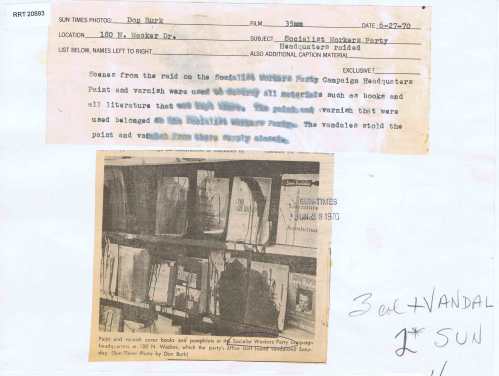 RRT 20893
SUN TIMES PHOTOG: Don Burk FILM 35mm DATE 6-27-70
LOCATION 180 N. Wacker Dr. SUBJECT Socialist Workers Party
Headqusters raided
LIST BELOW, NAMES LEFT TO RIGHT ALSO ADDITIONAL CAPTION MATERIAL
EXCLUSIVE?
Scenes from the raid on the Socialist Workers Party Campaign Headqusters
Paint and varnish were used to destroy all materials such as books and
all literature that was kept there. The paint and varnish that were
used belonged to the Socialist Workers Party. The vandales stold the
paint and varnish from there supply closets.
SUN-TIMES
JUN 28 1970
Paint and varnish cover books and pamphlets at the Socialist Workers Party campaign
headquarters at 180 N. Wacker, which the party's office staff found vandalized Satur-
day. (Sun-Times Photo by Don Burk)
3 col + VANDAL
2* SUN